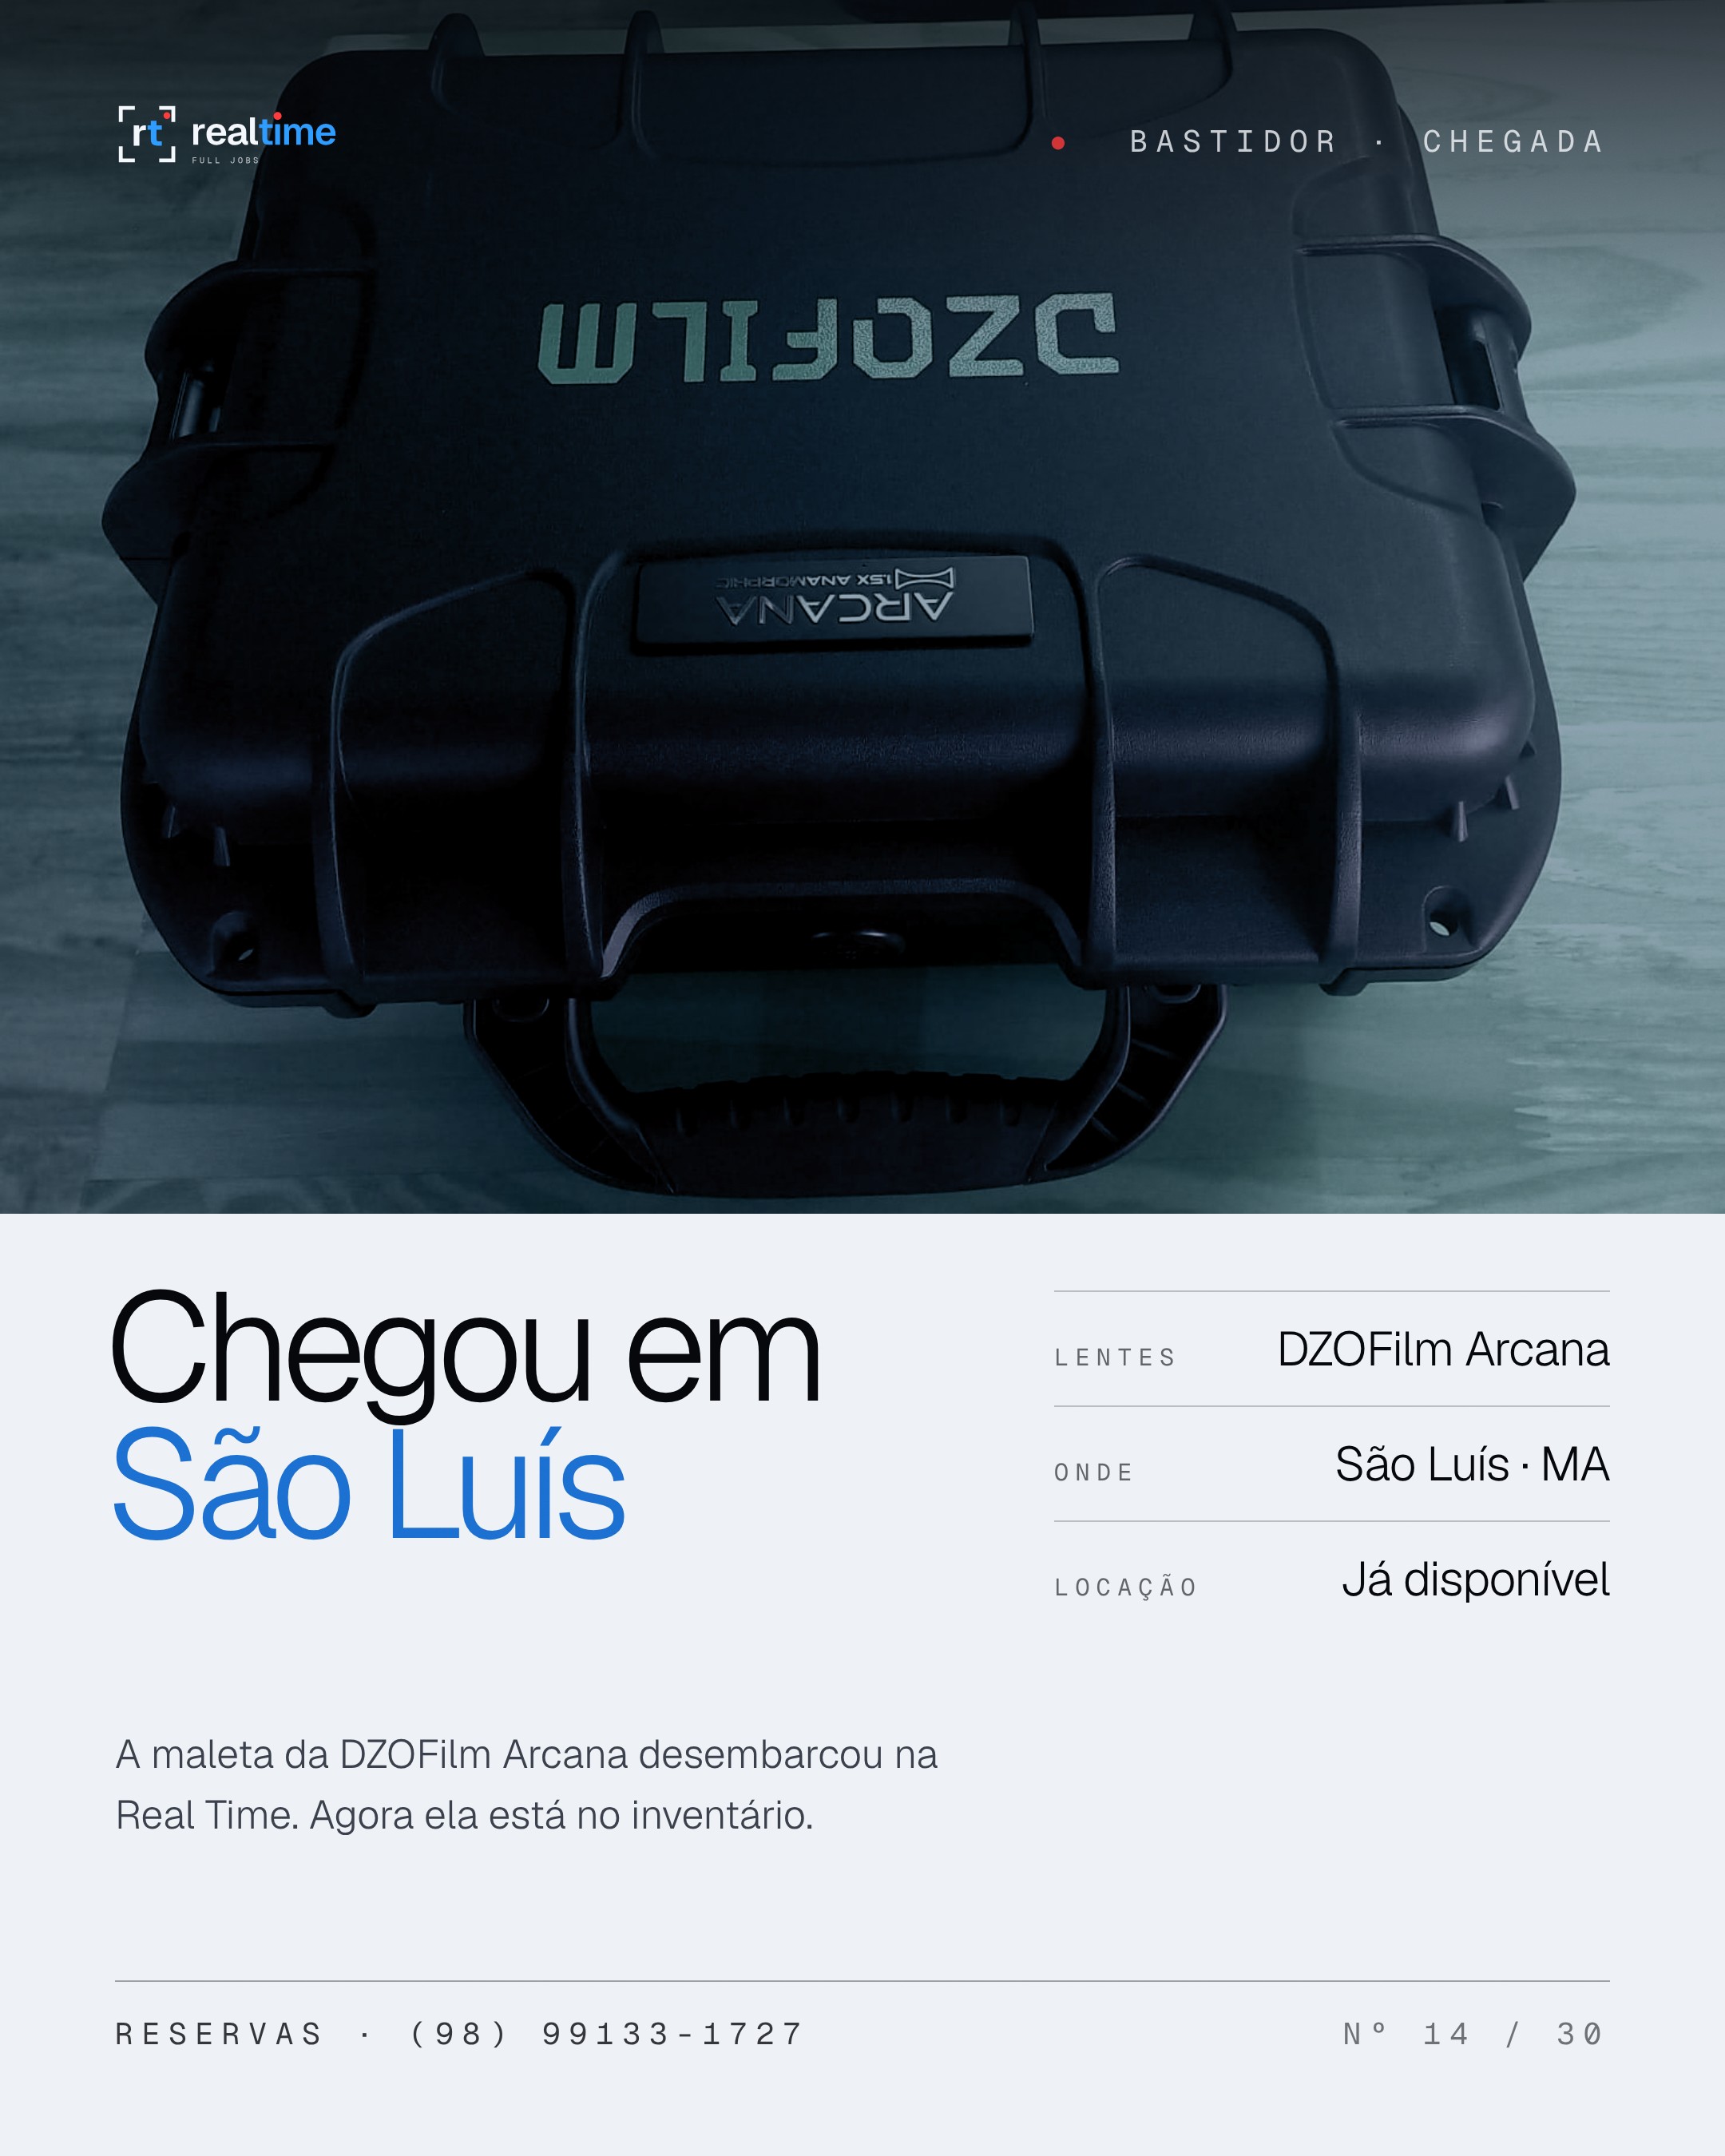 rt realtime
FULL JOBS
BASTIDOR · CHEGADA
DZOFILM
ARCANA
1.5X ANAMORPHIC
Chegou em
São Luís
LENTES DZOFilm Arcana
ONDE São Luís · MA
LOCAÇÃO Já disponível
A maleta da DZOFilm Arcana desembarcou na
Real Time. Agora ela está no inventário.
RESERVAS · (98) 99133-1727
Nº 14 / 30